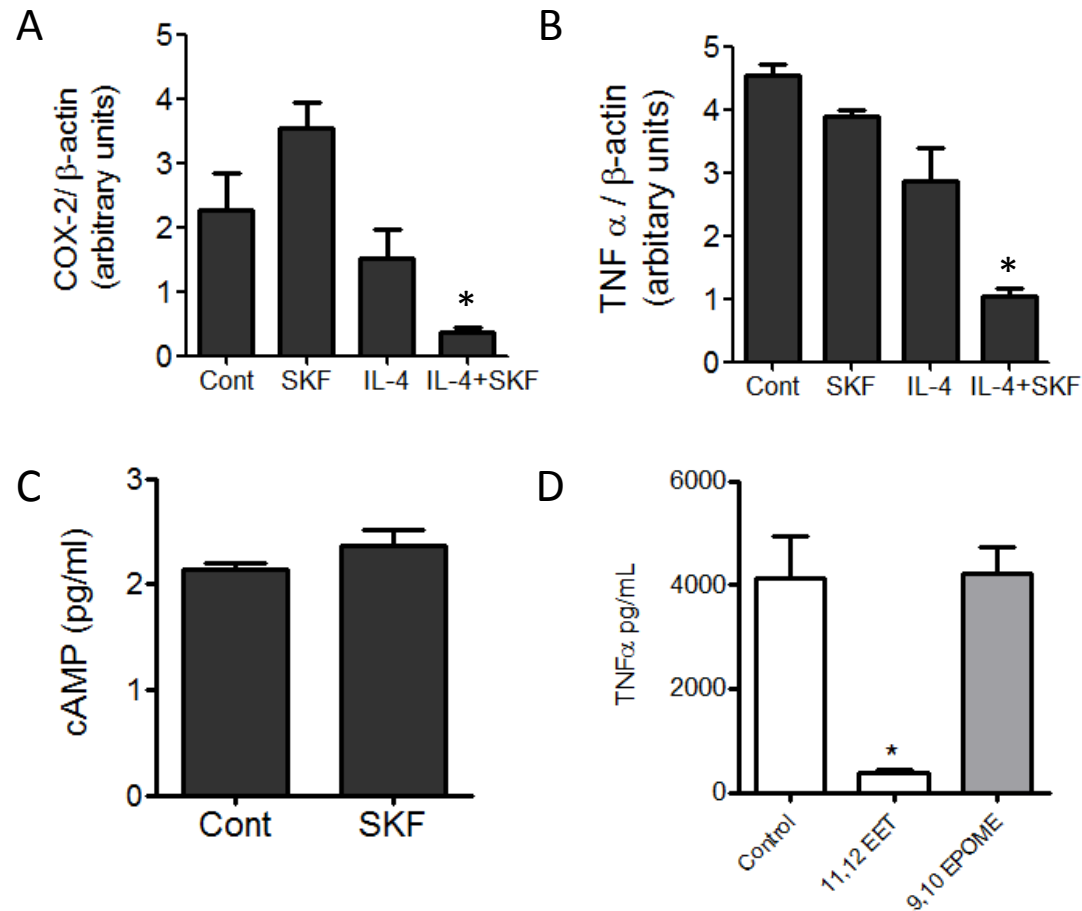 A
COX-2/ β-actin
(arbitrary units)
5
4
3
2
1
0
*
Cont SKF IL-4 IL-4+SKF
B
TNF α / β-actin
(arbitary units)
5
4
3
2
1
0
*
Cont SKF IL-4 IL-4+SKF
C
cAMP (pg/ml)
3
2
1
0
Cont SKF
D
TNFα pg/mL
6000
4000
2000
0
*
Control
11,12 EET
9,10 EPOME